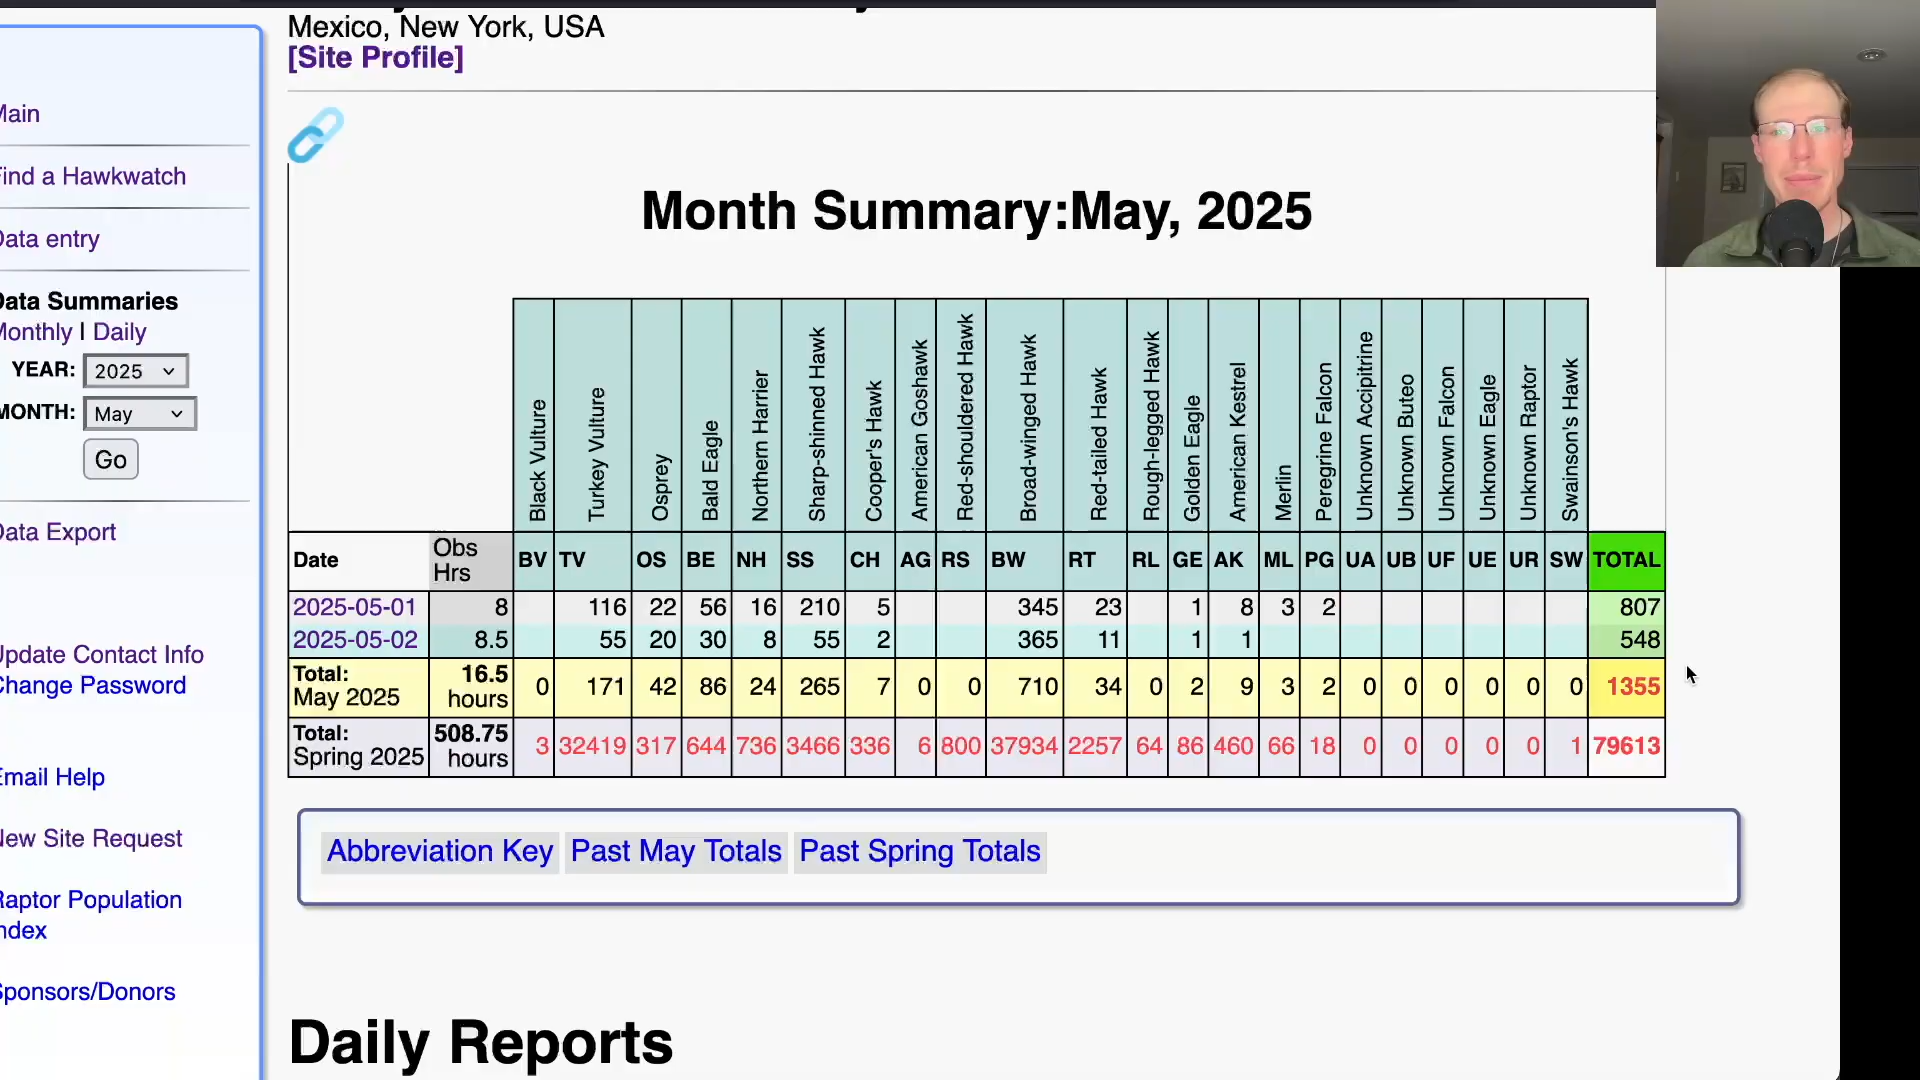 Mexico, New York, USA
[Site Profile]
Main
Find a Hawkwatch
Data entry
Data Summaries
Monthly | Daily
YEAR: 2025
MONTH: May
Go
Data Export
Update Contact Info
Change Password
Email Help
New Site Request
Raptor Population
Index
Sponsors/Donors
Month Summary:May, 2025
Black Vulture
Turkey Vulture
Osprey
Bald Eagle
Northern Harrier
Sharp-shinned Hawk
Cooper's Hawk
American Goshawk
Red-shouldered Hawk
Broad-winged Hawk
Red-tailed Hawk
Rough-legged Hawk
Golden Eagle
American Kestrel
Merlin
Peregrine Falcon
Unknown Accipitrine
Unknown Buteo
Unknown Falcon
Unknown Eagle
Unknown Raptor
Swainson's Hawk
Date Obs Hrs BV TV OS BE NH SS CH AG RS BW RT RL GE AK ML PG UA UB UF UE UR SW TOTAL
2025-05-01 8 116 22 56 16 210 5 345 23 1 8 3 2 807
2025-05-02 8.5 55 20 30 8 55 2 365 11 1 1 548
Total: May 2025 16.5 hours 0 171 42 86 24 265 7 0 0 710 34 0 2 9 3 2 0 0 0 0 0 0 1355
Total: Spring 2025 508.75 hours 3 32419 317 644 736 3466 336 6 800 37934 2257 64 86 460 66 18 0 0 0 0 0 1 79613
Abbreviation Key Past May Totals Past Spring Totals
Daily Reports